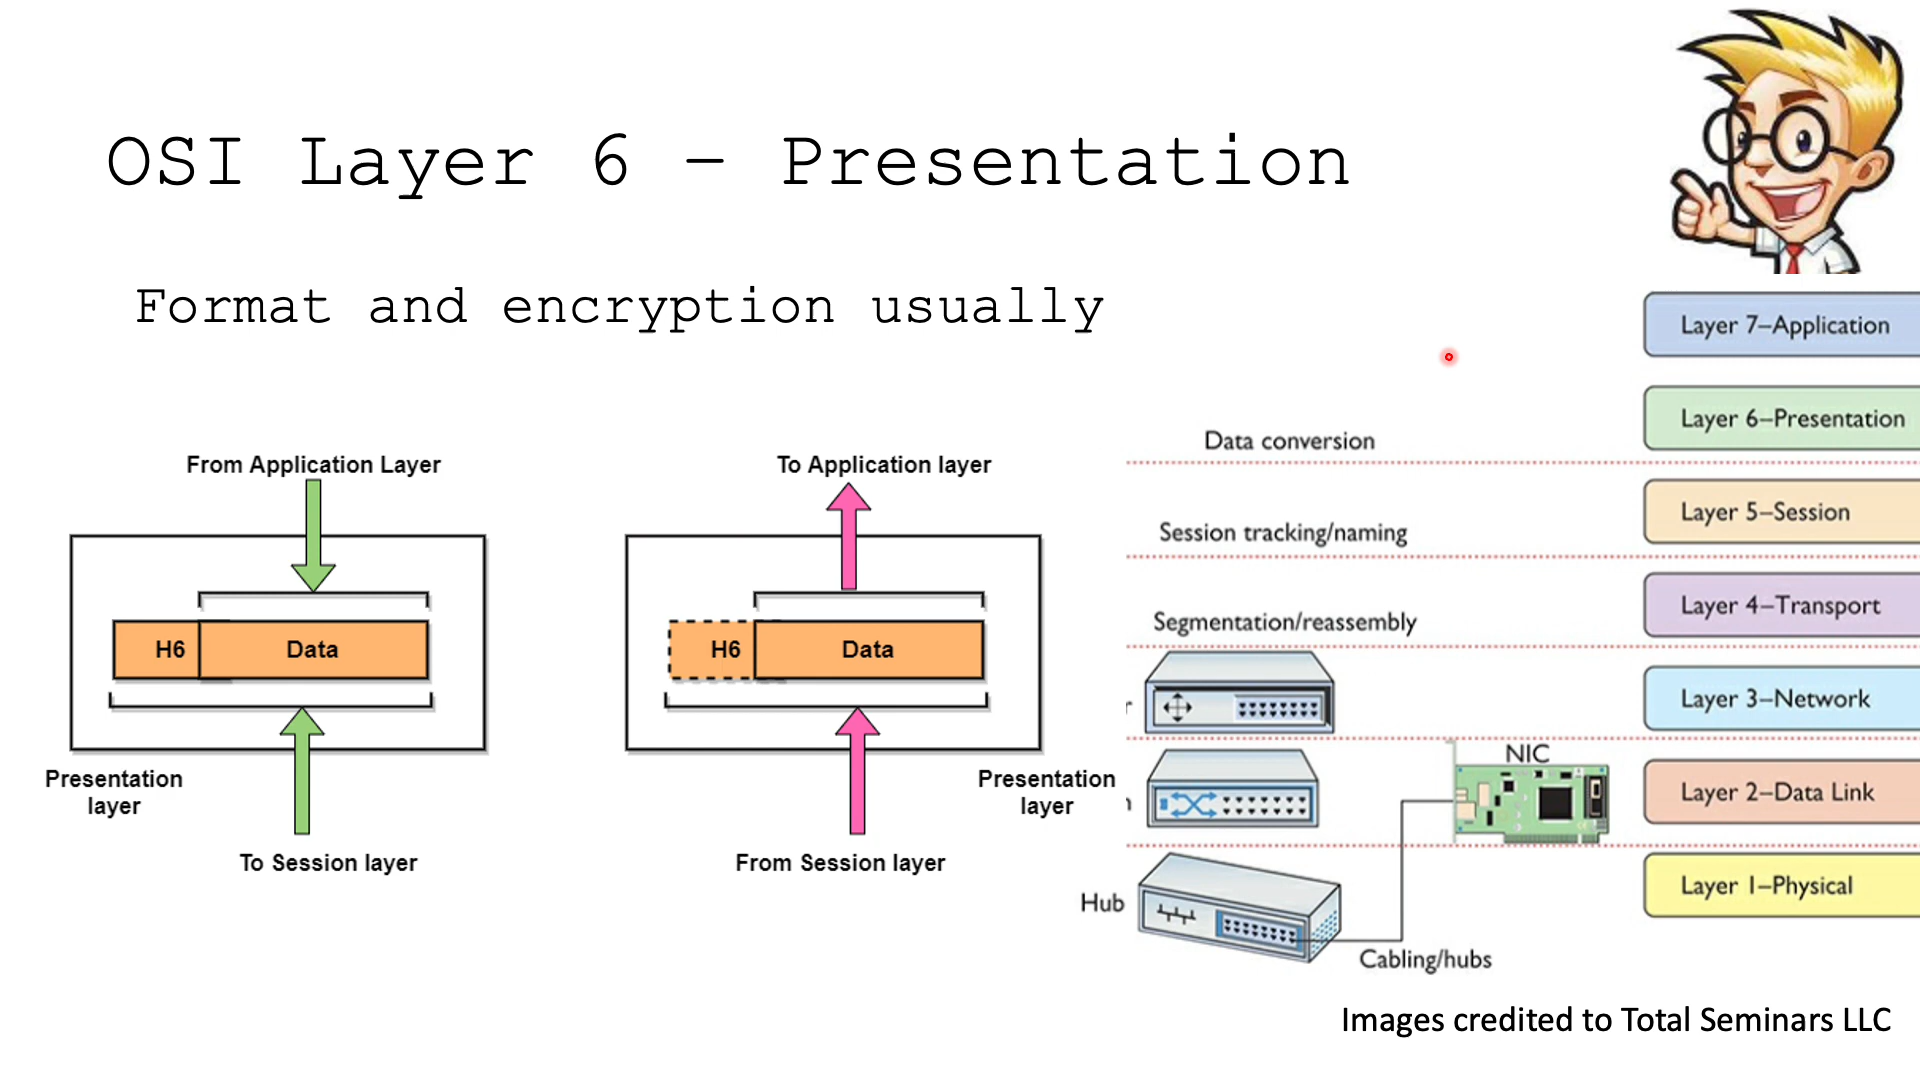 OSI Layer 6 – Presentation
Format and encryption usually
From Application Layer
H6
Data
Presentation
layer
To Session layer
To Application layer
H6
Data
Presentation
layer
From Session layer
Data conversion
Session tracking/naming
Segmentation/reassembly
NIC
Hub
Cabling/hubs
Layer 7–Application
Layer 6–Presentation
Layer 5–Session
Layer 4–Transport
Layer 3–Network
Layer 2–Data Link
Layer 1–Physical
Images credited to Total Seminars LLC